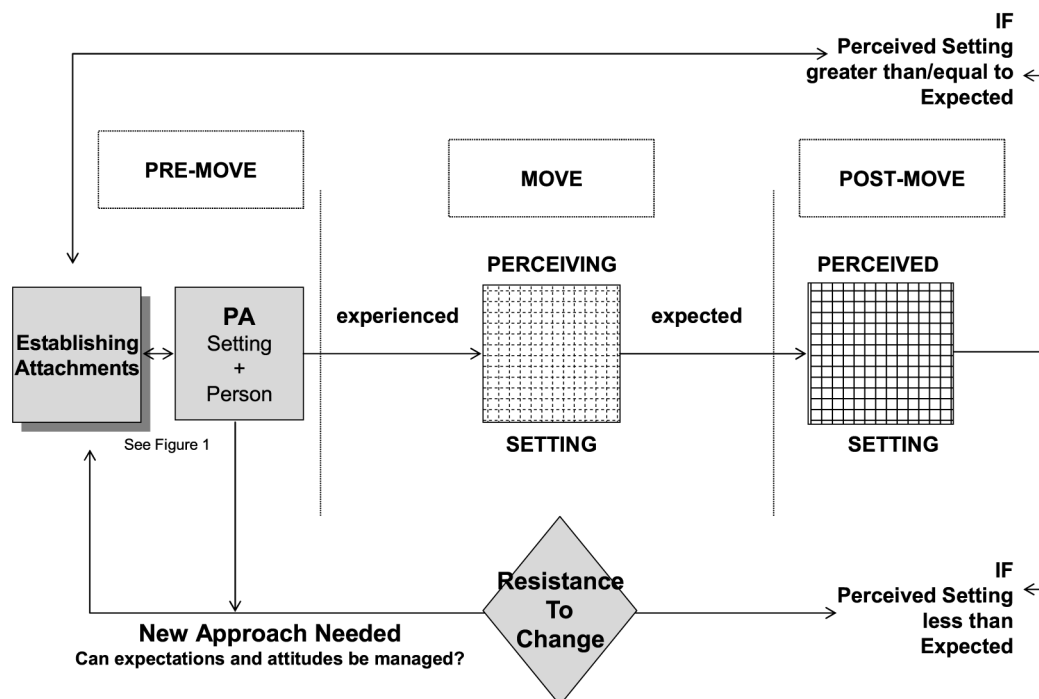 IF
Perceived Setting
greater than/equal to
Expected
PRE-MOVE
MOVE
POST-MOVE
PERCEIVING
PERCEIVED
Establishing
Attachments
PA
Setting
+
Person
experienced
expected
See Figure 1
SETTING
SETTING
Resistance
To
Change
New Approach Needed
Can expectations and attitudes be managed?
IF
Perceived Setting
less than
Expected